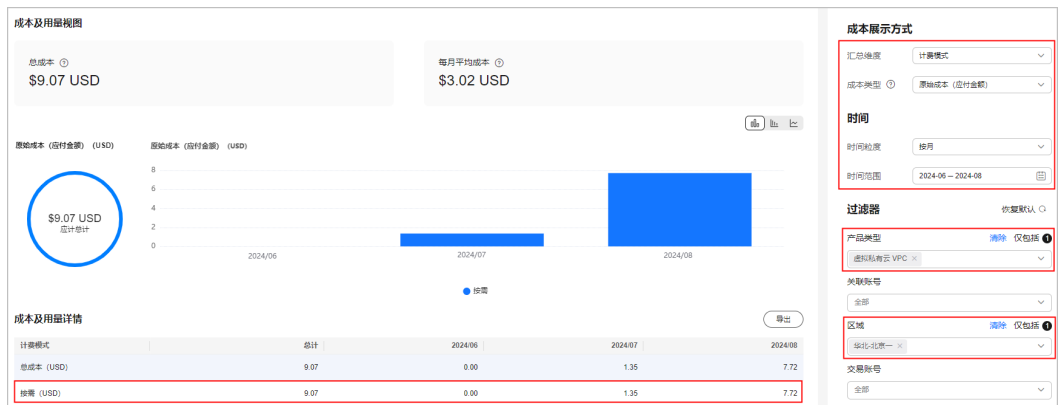 成本及用量视图
总成本
$9.07 USD
每月平均成本
$3.02 USD
原始成本（应付金额）（USD）
原始成本（应付金额）（USD）
8
6
4
2
0
2024/06
2024/07
2024/08
$9.07 USD
应计总计
按需
成本及用量详情
导出
计费模式 总计 2024/06 2024/07 2024/08
总成本（USD） 9.07 0.00 1.35 7.72
按需（USD） 9.07 0.00 1.35 7.72
成本展示方式
汇总维度 计费模式
成本类型 原始成本（应付金额）
时间
时间粒度 按月
时间范围 2024-06 – 2024-08
过滤器 恢复默认
产品类型 清除 仅包括 1
虚拟私有云 VPC ×
关联账号
全部
区域 清除 仅包括 1
华北-北京一 ×
交易账号
全部